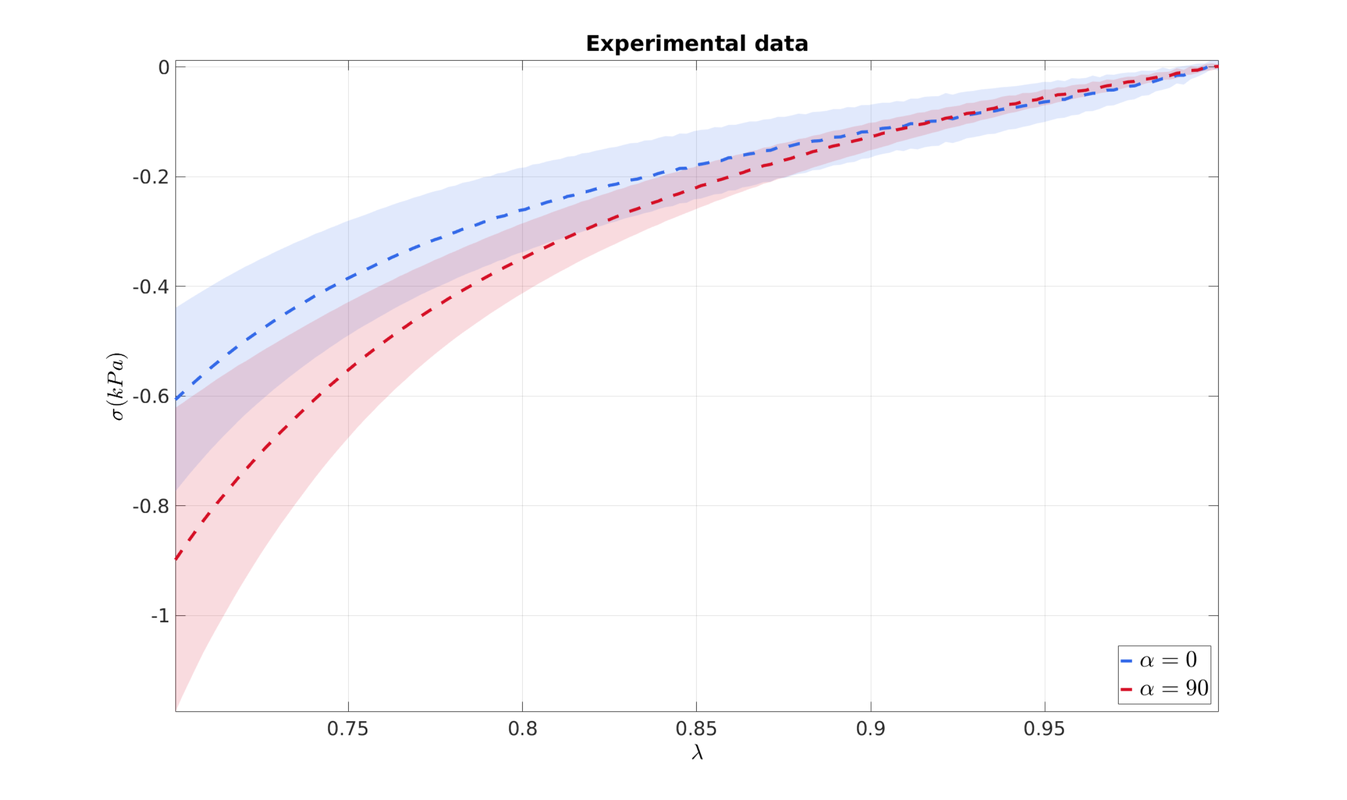 Experimental data
0
-0.2
-0.4
-0.6
-0.8
-1
σ(kPa)
0.75 0.8 0.85 0.9 0.95
λ
α = 0
α = 90